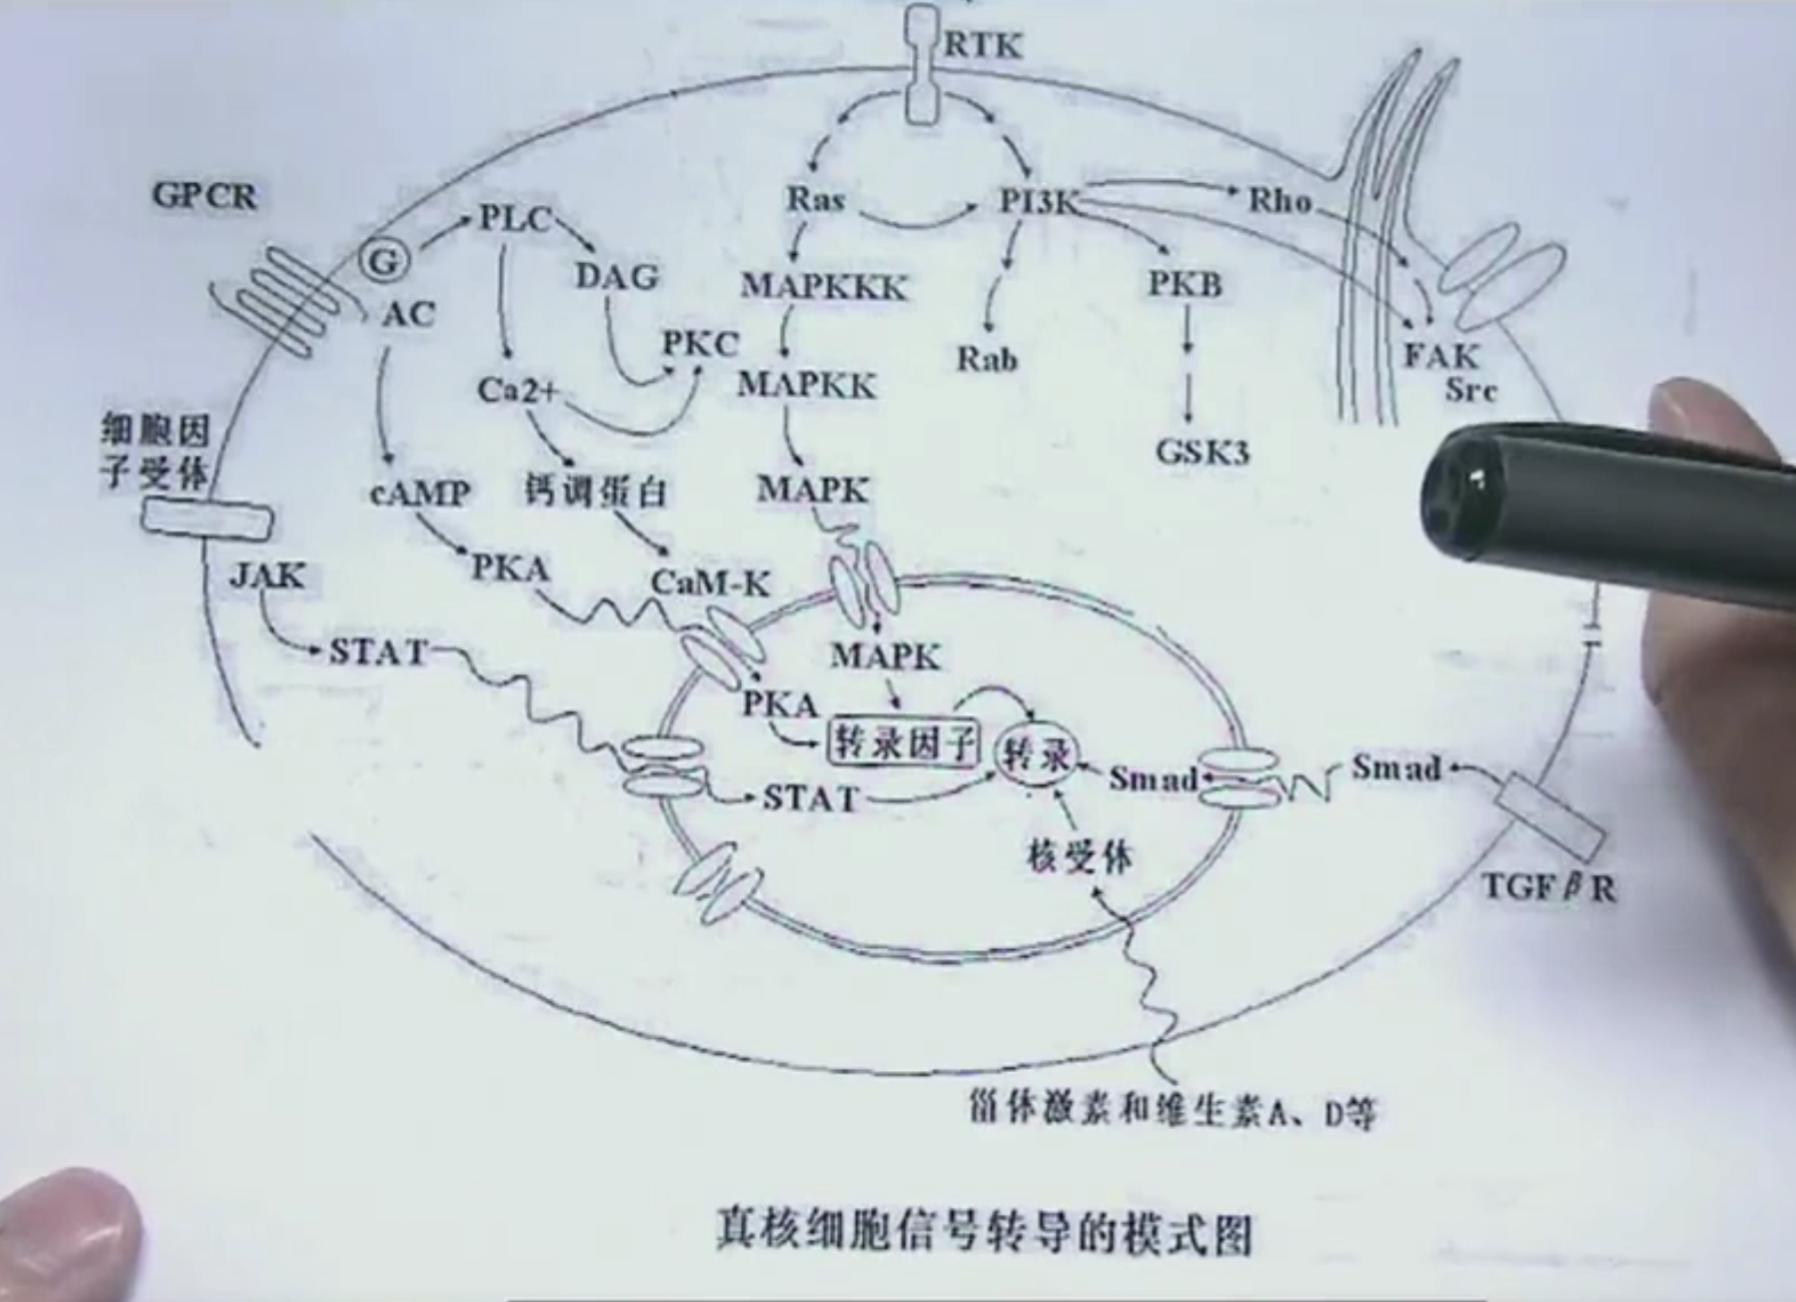 RTK
GPCR
G
PLC
Ras
PI3K
Rho
DAG
MAPKKK
PKB
AC
PKC
Rab
FAK
Ca2+
MAPKK
Src
细胞因
子受体
GSK3
cAMP
钙调蛋白
MAPK
JAK
PKA
CaM-K
STAT
MAPK
PKA
转录因子
转录
Smad
Smad
STAT
核受体
TGFβR
甾体激素和维生素A、D等
真核细胞信号转导的模式图